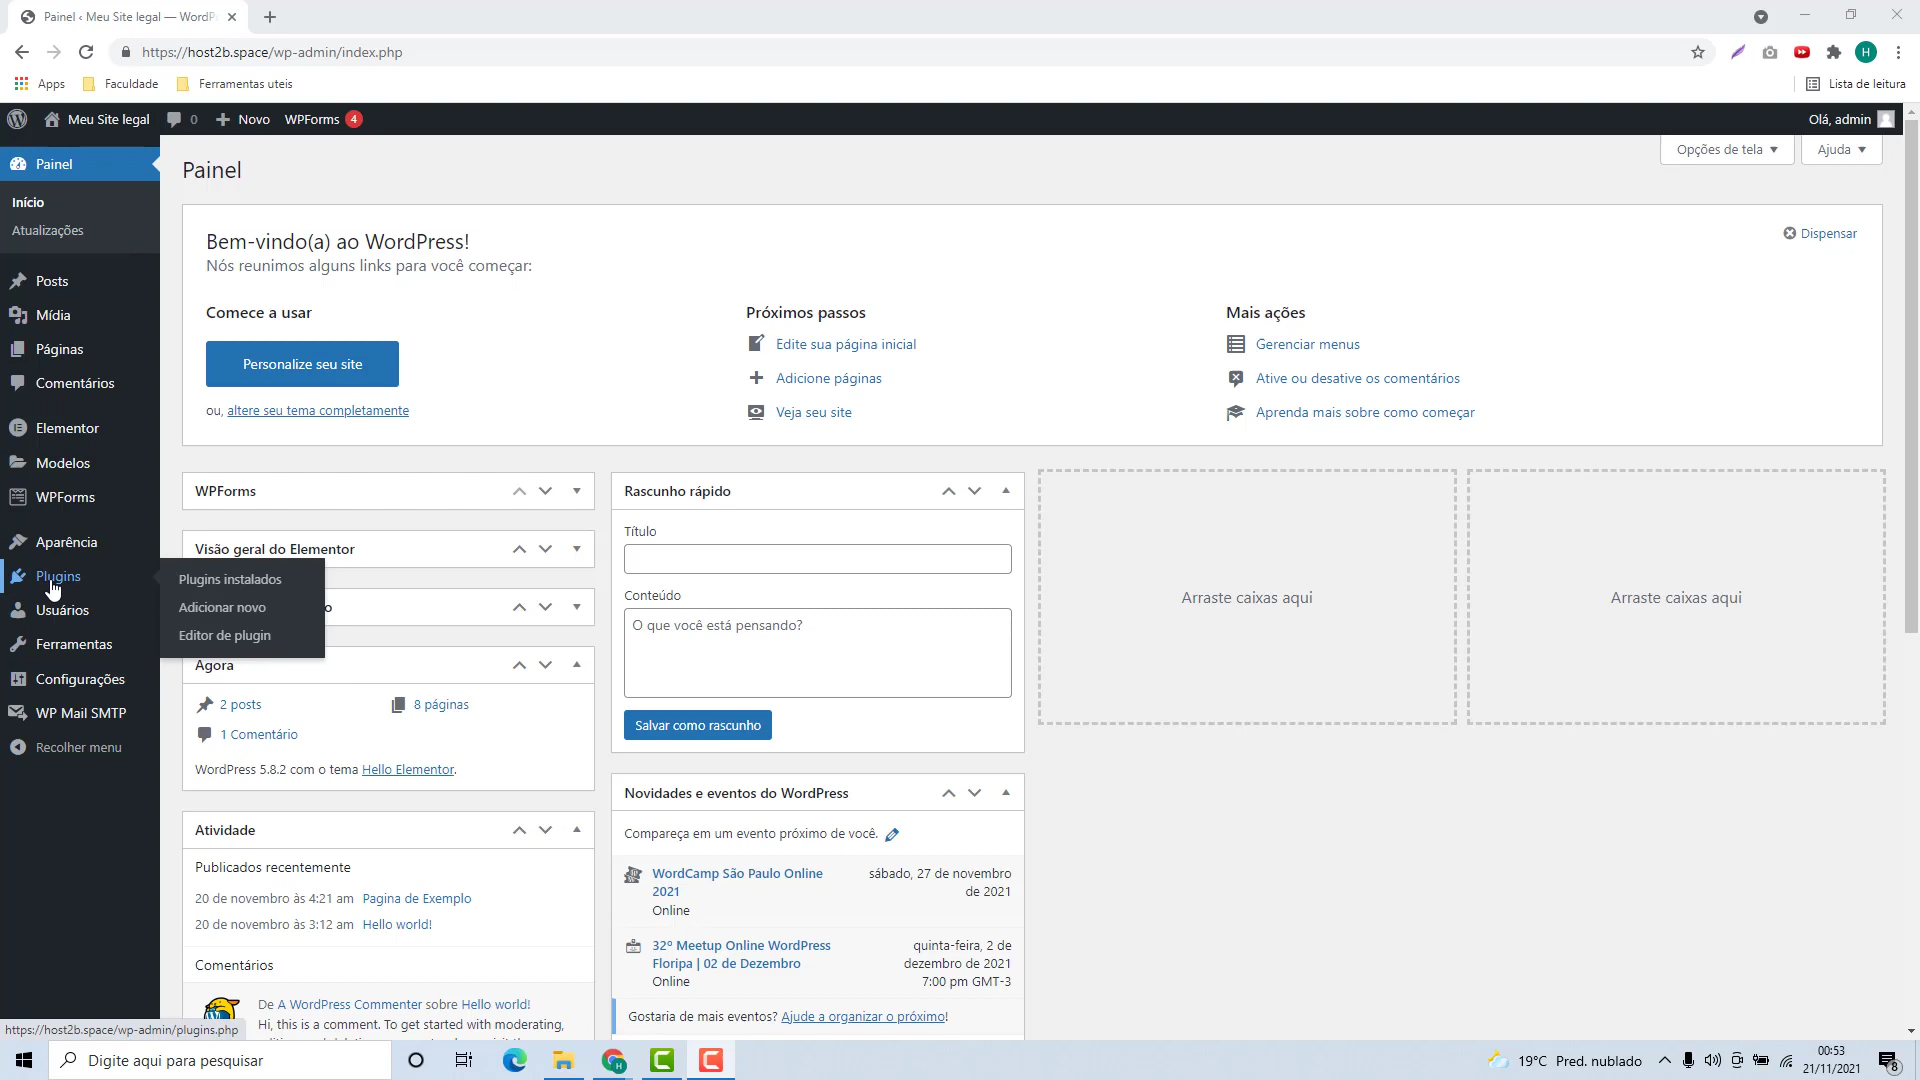 Painel ‹ Meu Site legal — WordP
https://host2b.space/wp-admin/index.php
H
Apps
Faculdade
Ferramentas uteis
Lista de leitura
Meu Site legal
0
Novo
WPForms
4
Olá, admin
Painel
Início
Atualizações
Posts
Mídia
Páginas
Comentários
Elementor
Modelos
WPForms
Aparência
Plugins
Usuários
Ferramentas
Configurações
WP Mail SMTP
Recolher menu
Plugins instalados
Adicionar novo
Editor de plugin
Painel
Opções de tela
Ajuda
Bem-vindo(a) ao WordPress!
Nós reunimos alguns links para você começar:
Dispensar
Comece a usar
Personalize seu site
ou, altere seu tema completamente
Próximos passos
Edite sua página inicial
Adicione páginas
Veja seu site
Mais ações
Gerenciar menus
Ative ou desative os comentários
Aprenda mais sobre como começar
WPForms
Visão geral do Elementor
o
Agora
2 posts
8 páginas
1 Comentário
WordPress 5.8.2 com o tema Hello Elementor.
Atividade
Publicados recentemente
20 de novembro às 4:21 am Pagina de Exemplo
20 de novembro às 3:12 am Hello world!
Comentários
De A WordPress Commenter sobre Hello world!
Hi, this is a comment. To get started with moderating,
Rascunho rápido
Título
Conteúdo
O que você está pensando?
Salvar como rascunho
Novidades e eventos do WordPress
Compareça em um evento próximo de você.
WordCamp São Paulo Online
2021
Online
sábado, 27 de novembro
de 2021
32º Meetup Online WordPress
Floripa | 02 de Dezembro
Online
quinta-feira, 2 de
dezembro de 2021
7:00 pm GMT-3
Gostaria de mais eventos? Ajude a organizar o próximo!
Arraste caixas aqui
Arraste caixas aqui
https://host2b.space/wp-admin/plugins.php
Digite aqui para pesquisar
19°C Pred. nublado
00:53
21/11/2021
8